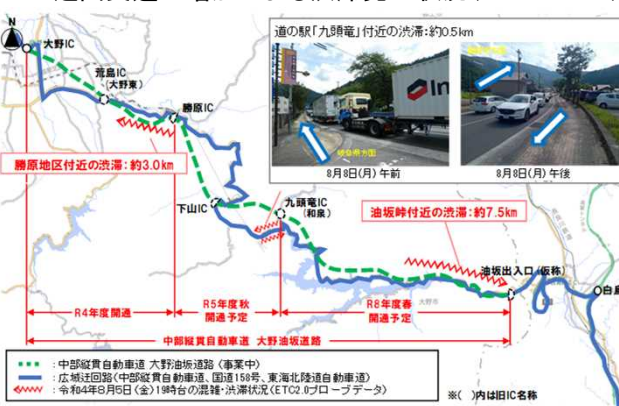 道の駅「九頭竜」付近の渋滞：約0.5km
8月8日(月) 午前
8月8日(月) 午後
N
大野IC
荒島IC
(大野東)
勝原IC
勝原地区付近の渋滞：約3.0km
下山IC
九頭竜IC
(和泉)
油坂峠付近の渋滞：約7.5km
油坂出入口(仮称)
白鳥
大野市
R4年度開通
R5年度秋
開通予定
R8年度春
開通予定
中部縦貫自動車道 大野油坂道路
：中部縦貫自動車道 大野油坂道路（事業中）
：広域迂回路（中部縦貫自動車道、国道158号、東海北陸自動車道）
：令和4年8月5日（金）19時台の混雑・渋滞状況（ETC2.0プローブデータ）
※（　）内は旧IC名称